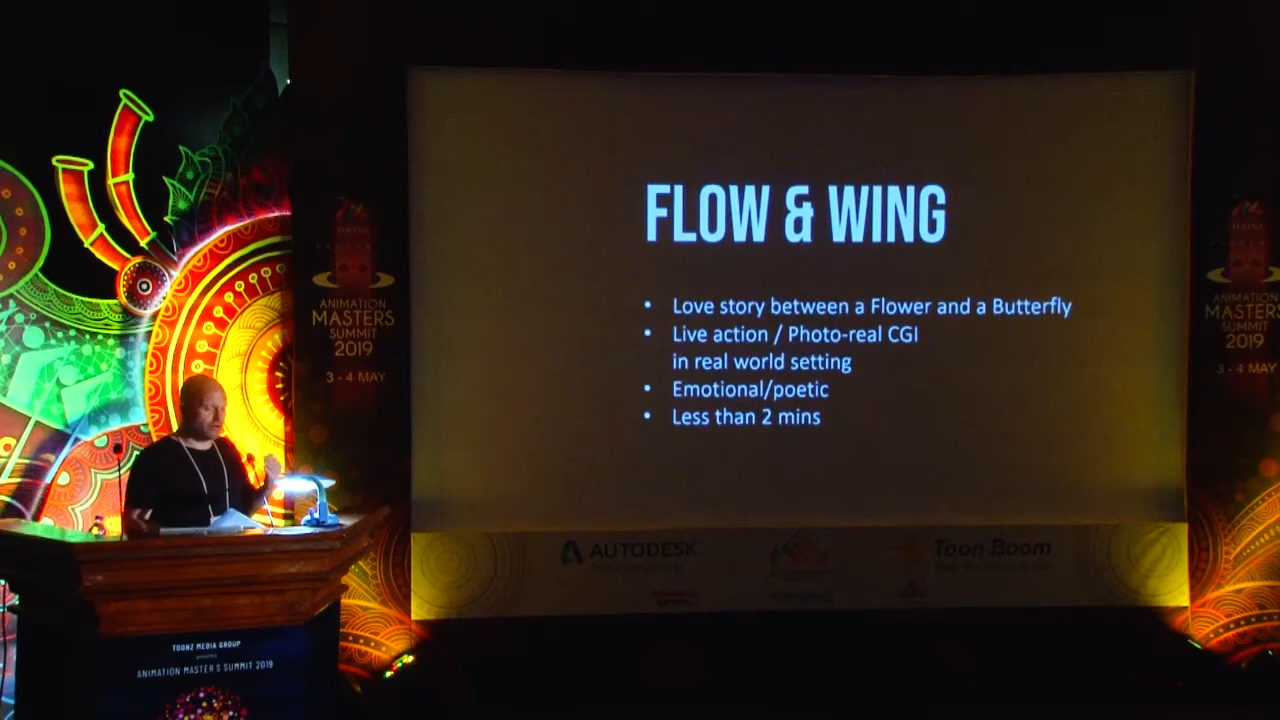 FLOW & WING
• Love story between a Flower and a Butterfly
• Live action / Photo-real CGI
in real world setting
• Emotional/poetic
• Less than 2 mins
ANIMATION
MASTERS
SUMMIT
2019
3 - 4 MAY
ANIMATION
MASTERS
SUMMIT
2019
3 - 4 MAY
AUTODESK.
Toon Boom
TOONZ MEDIA GROUP
presents
ANIMATION MASTER'S SUMMIT 2019